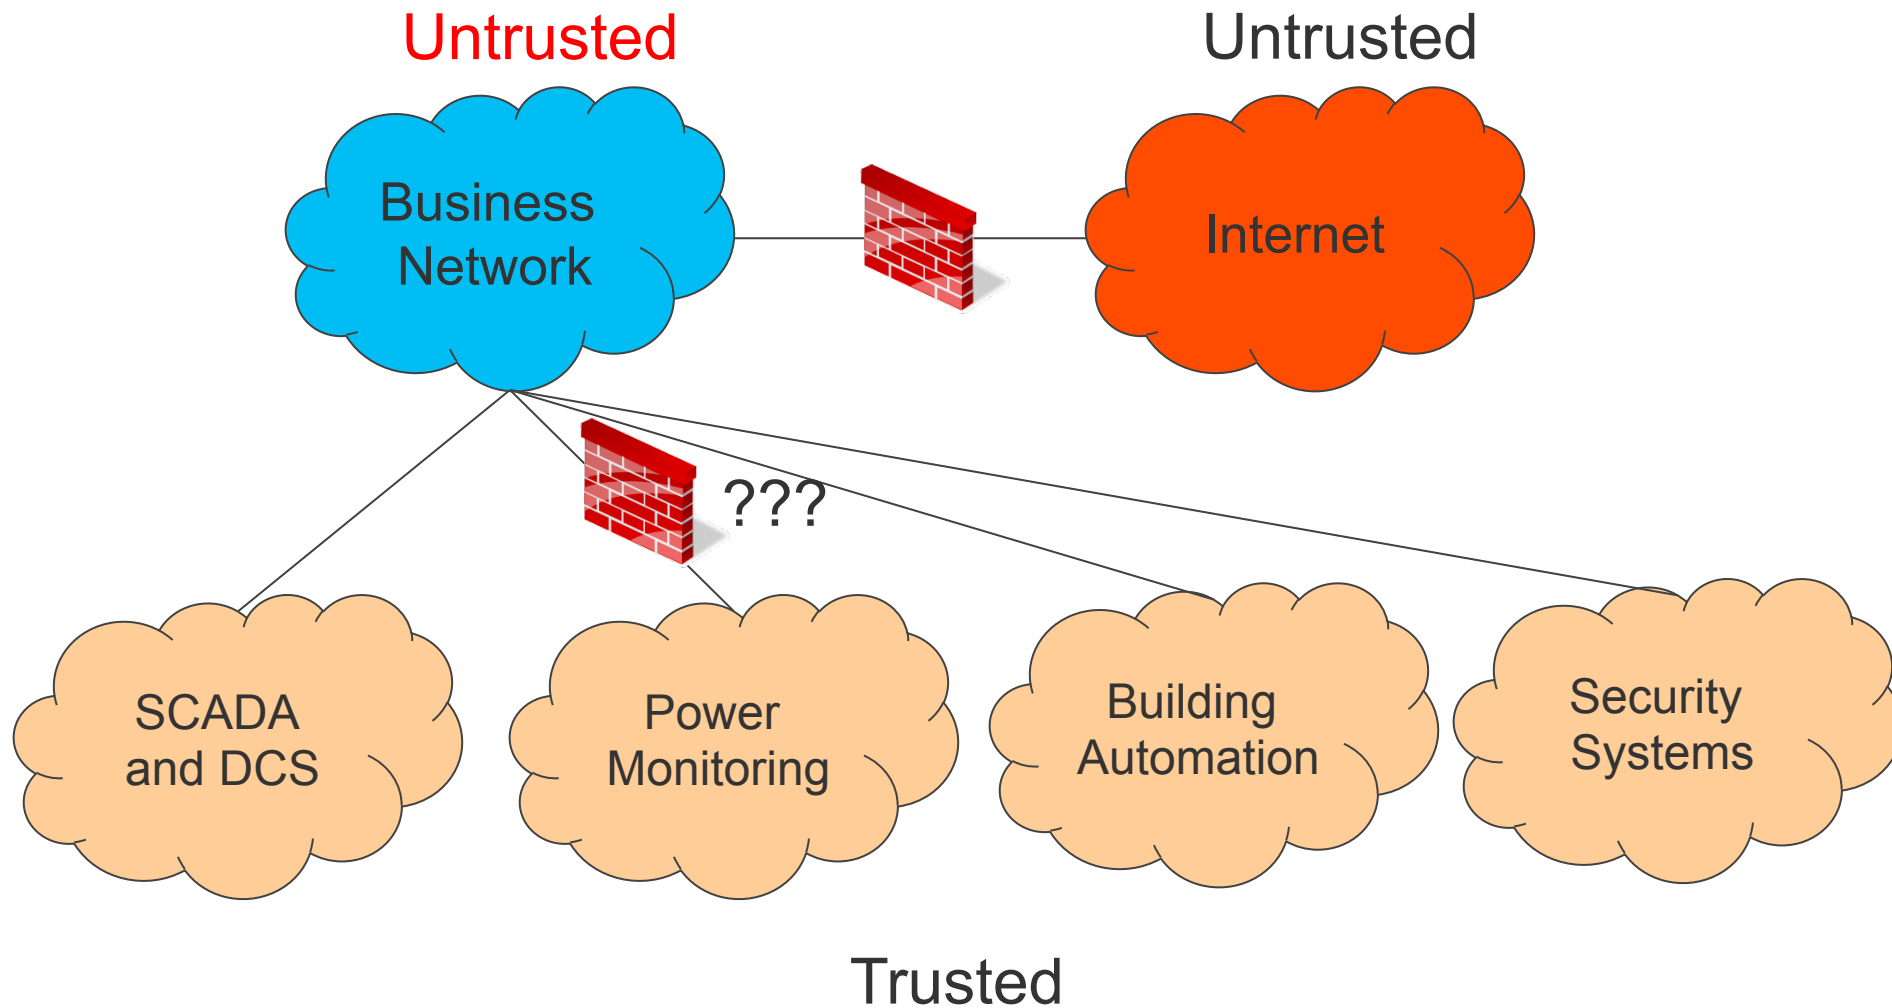 Untrusted
Untrusted
Business
Network
Internet
???
SCADA
and DCS
Power
Monitoring
Building
Automation
Security
Systems
Trusted